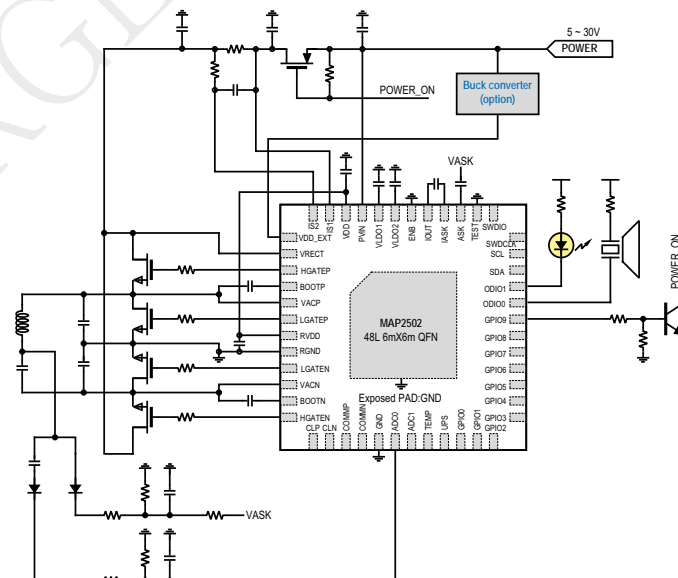 5 ~ 30V
POWER
POWER_ON
Buck converter
(option)
VASK
IS2
IS1
VDD
PVIN
VLDO1
VLDO2
ENB
IOUT
IASK
ASK
TEST
SWDIO
VDD_EXT
SWDCLK
VRECT
SCL
HGATEP
SDA
BOOTP
ODIO1
VACP
ODIO0
LGATEP
GPIO9
POWER_ON
MAP2502
48L 6mX6m QFN
RVDD
GPIO8
RGND
GPIO7
LGATEN
GPIO6
VACN
GPIO5
BOOTN
GPIO4
Exposed PAD:GND
HGATEN
GPIO3
CLP
CLN
COMMP
COMMN
GND
ADC0
ADC1
TEMP
UPS
GPIO0
GPIO1
GPIO2
VASK